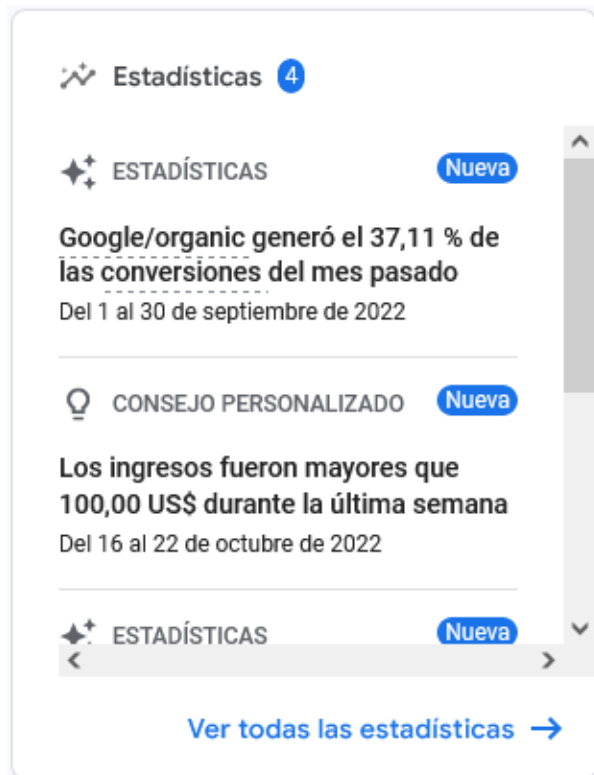 Estadísticas 4
ESTADÍSTICAS Nueva
Google/organic generó el 37,11 % de
las conversiones del mes pasado
Del 1 al 30 de septiembre de 2022
CONSEJO PERSONALIZADO Nueva
Los ingresos fueron mayores que
100,00 US$ durante la última semana
Del 16 al 22 de octubre de 2022
ESTADÍSTICAS Nueva
Ver todas las estadísticas